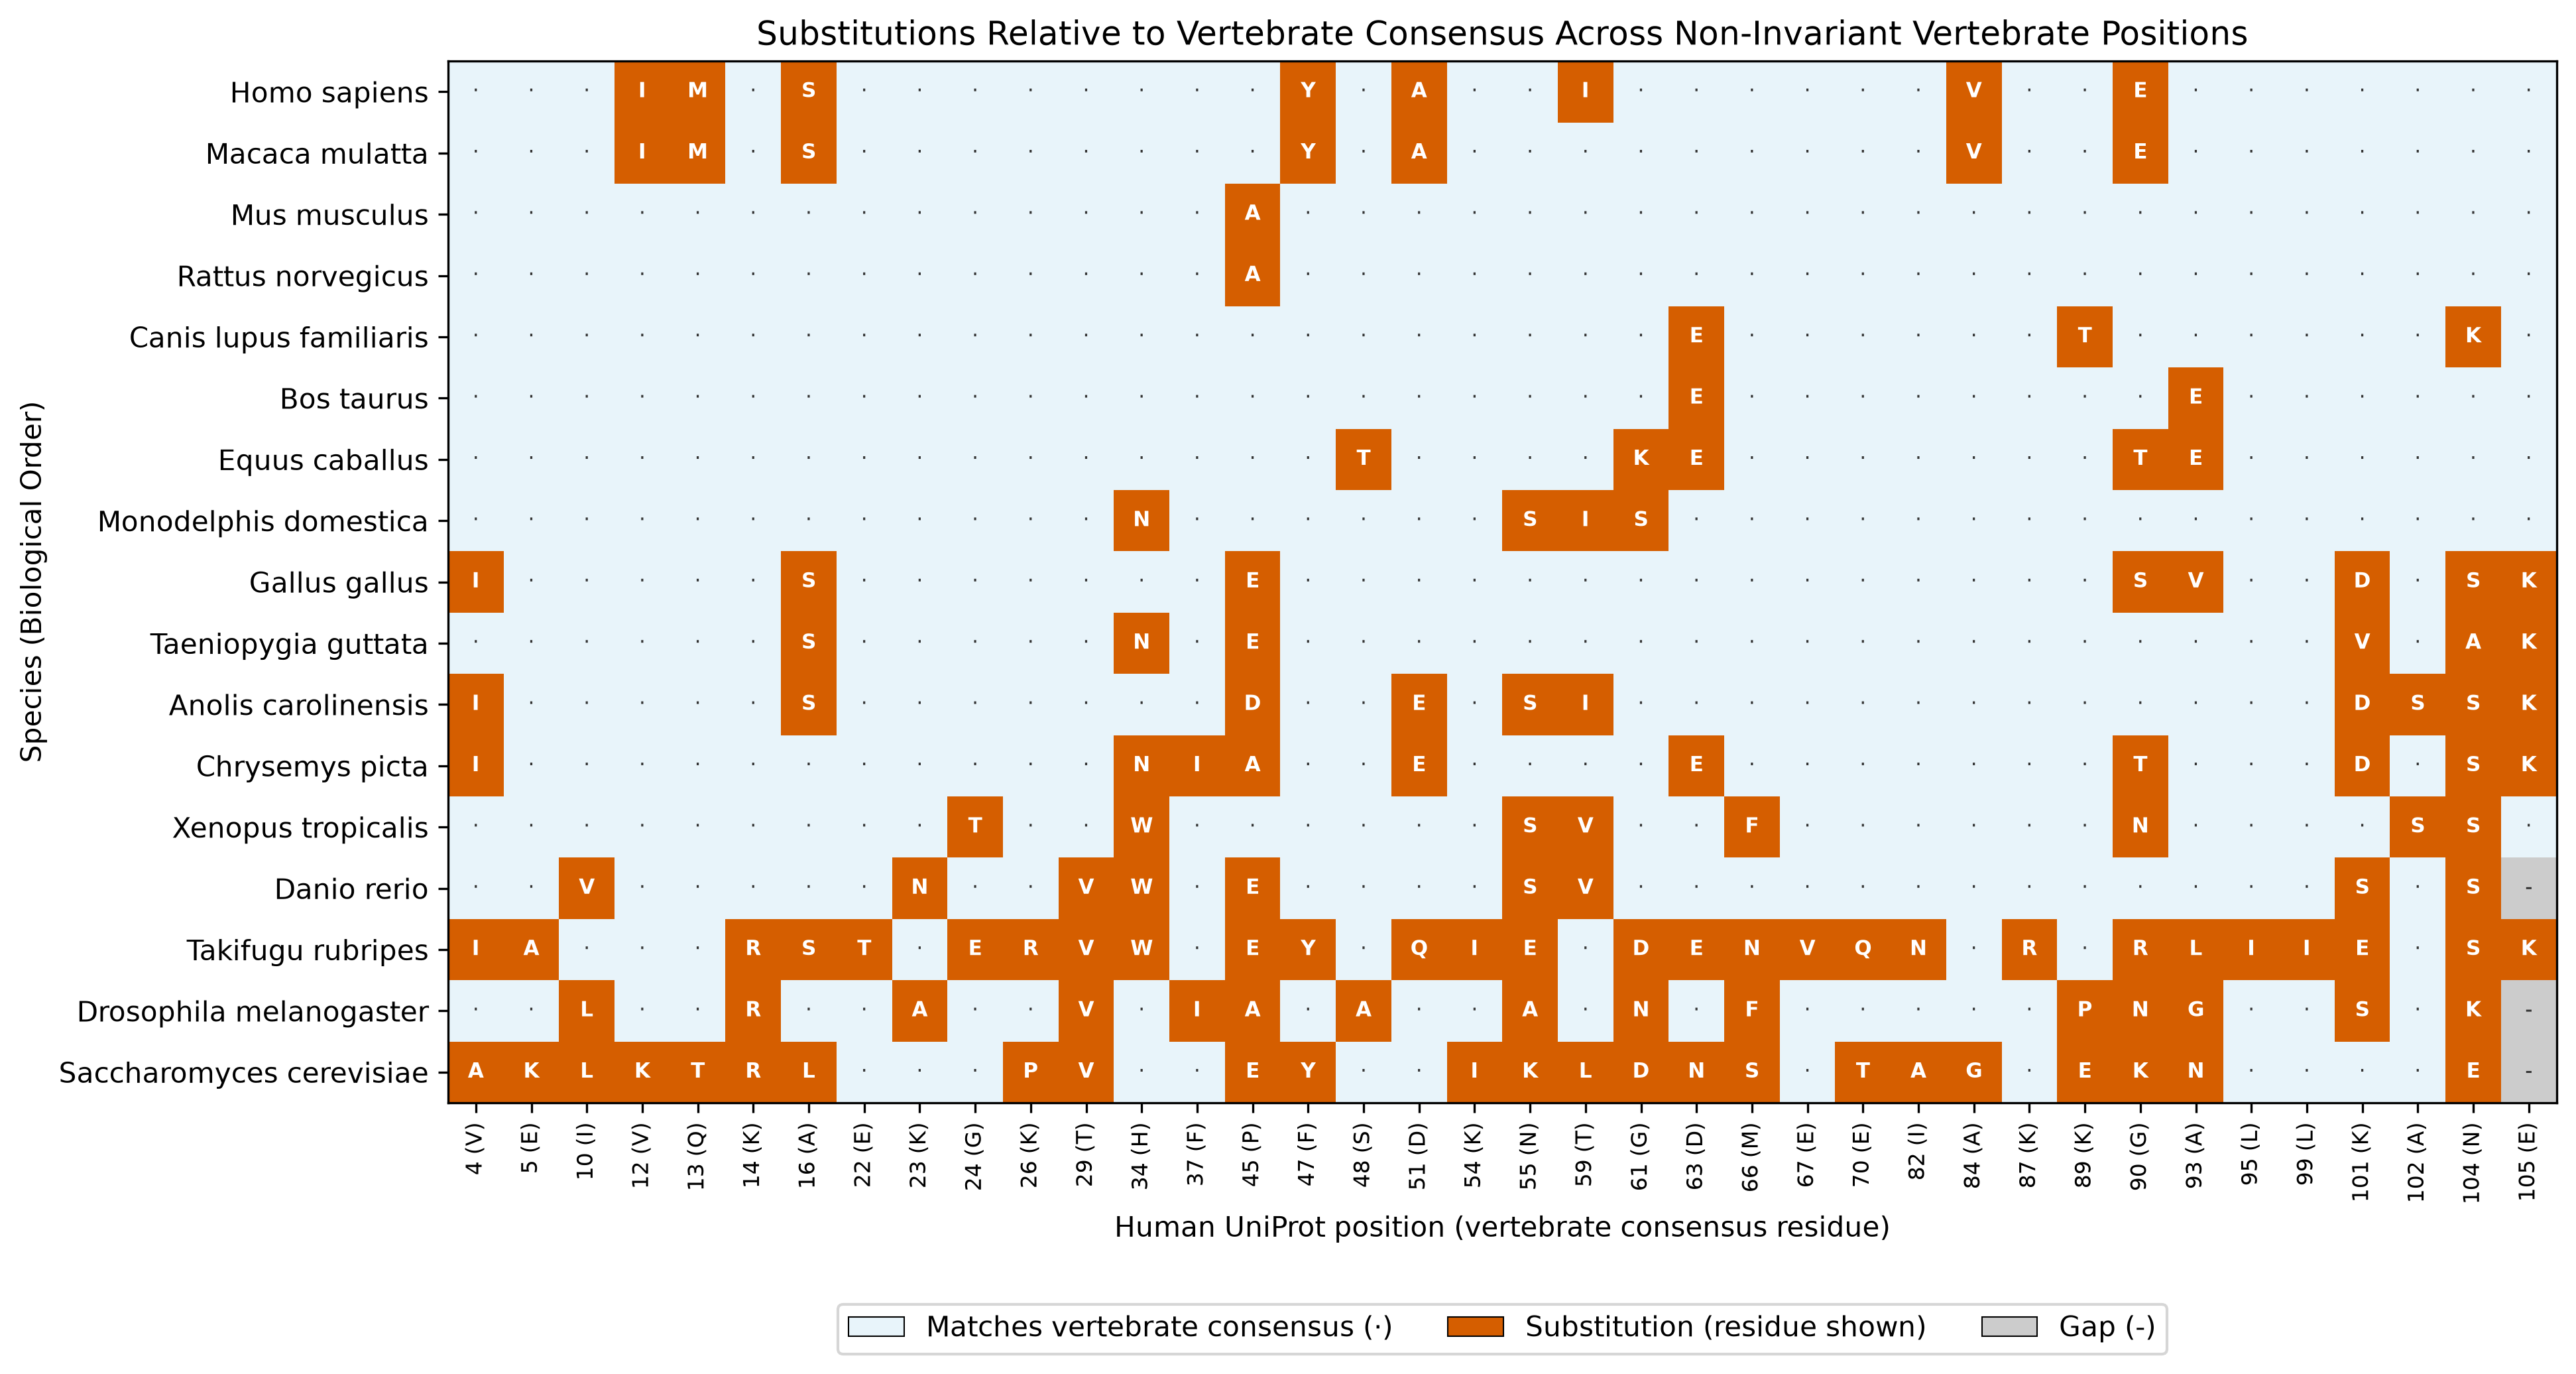 Substitutions Relative to Vertebrate Consensus Across Non-Invariant Vertebrate Positions
Species (Biological Order)
Homo sapiens · · · I M · S · · · · · · · · Y · A · · I · · · · · · V · · E · · · · · · ·
Macaca mulatta · · · I M · S · · · · · · · · Y · A · · · · · · · · · V · · E · · · · · · ·
Mus musculus · · · · · · · · · · · · · · A · · · · · · · · · · · · · · · · · · · · · · ·
Rattus norvegicus · · · · · · · · · · · · · · A · · · · · · · · · · · · · · · · · · · · · · ·
Canis lupus familiaris · · · · · · · · · · · · · · · · · · · · · · E · · · · · · T · · · · · · K ·
Bos taurus · · · · · · · · · · · · · · · · · · · · · · E · · · · · · · · E · · · · · ·
Equus caballus · · · · · · · · · · · · · · · · T · · · · K E · · · · · · · T E · · · · · ·
Monodelphis domestica · · · · · · · · · · · · N · · · · · · S I S · · · · · · · · · · · · · · · ·
Gallus gallus I · · · · · S · · · · · · · E · · · · · · · · · · · · · · · S V · · D · S K
Taeniopygia guttata · · · · · · S · · · · · N · E · · · · · · · · · · · · · · · · · · · V · A K
Anolis carolinensis I · · · · · S · · · · · · · D · · E · S I · · · · · · · · · · · · · D S S K
Chrysemys picta I · · · · · · · · · · · N I A · · E · · · · E · · · · · · · T · · · D · S K
Xenopus tropicalis · · · · · · · · · T · · W · · · · · · S V · · F · · · · · · N · · · · S S ·
Danio rerio · · V · · · · · N · · V W · E · · · · S V · · · · · · · · · · · · · S · S -
Takifugu rubripes I A · · · R S T · E R V W · E Y · Q I E · D E N V Q N · R · R L I I E · S K
Drosophila melanogaster · · L · · R · · A · · V · I A · A · · A · N · F · · · · · P N G · · S · K -
Saccharomyces cerevisiae A K L K T R L · · · P V · · E Y · · I K L D N S · T A G · E K N · · · · E -
4 (V) 5 (E) 10 (I) 12 (V) 13 (Q) 14 (K) 16 (A) 22 (E) 23 (K) 24 (G) 26 (K) 29 (T) 34 (H) 37 (F) 45 (P) 47 (F) 48 (S) 51 (D) 54 (K) 55 (N) 59 (T) 61 (G) 63 (D) 66 (M) 67 (E) 70 (E) 82 (I) 84 (A) 87 (K) 89 (K) 90 (G) 93 (A) 95 (L) 99 (L) 101 (K) 102 (A) 104 (N) 105 (E)
Human UniProt position (vertebrate consensus residue)
Matches vertebrate consensus (·) Substitution (residue shown) Gap (-)